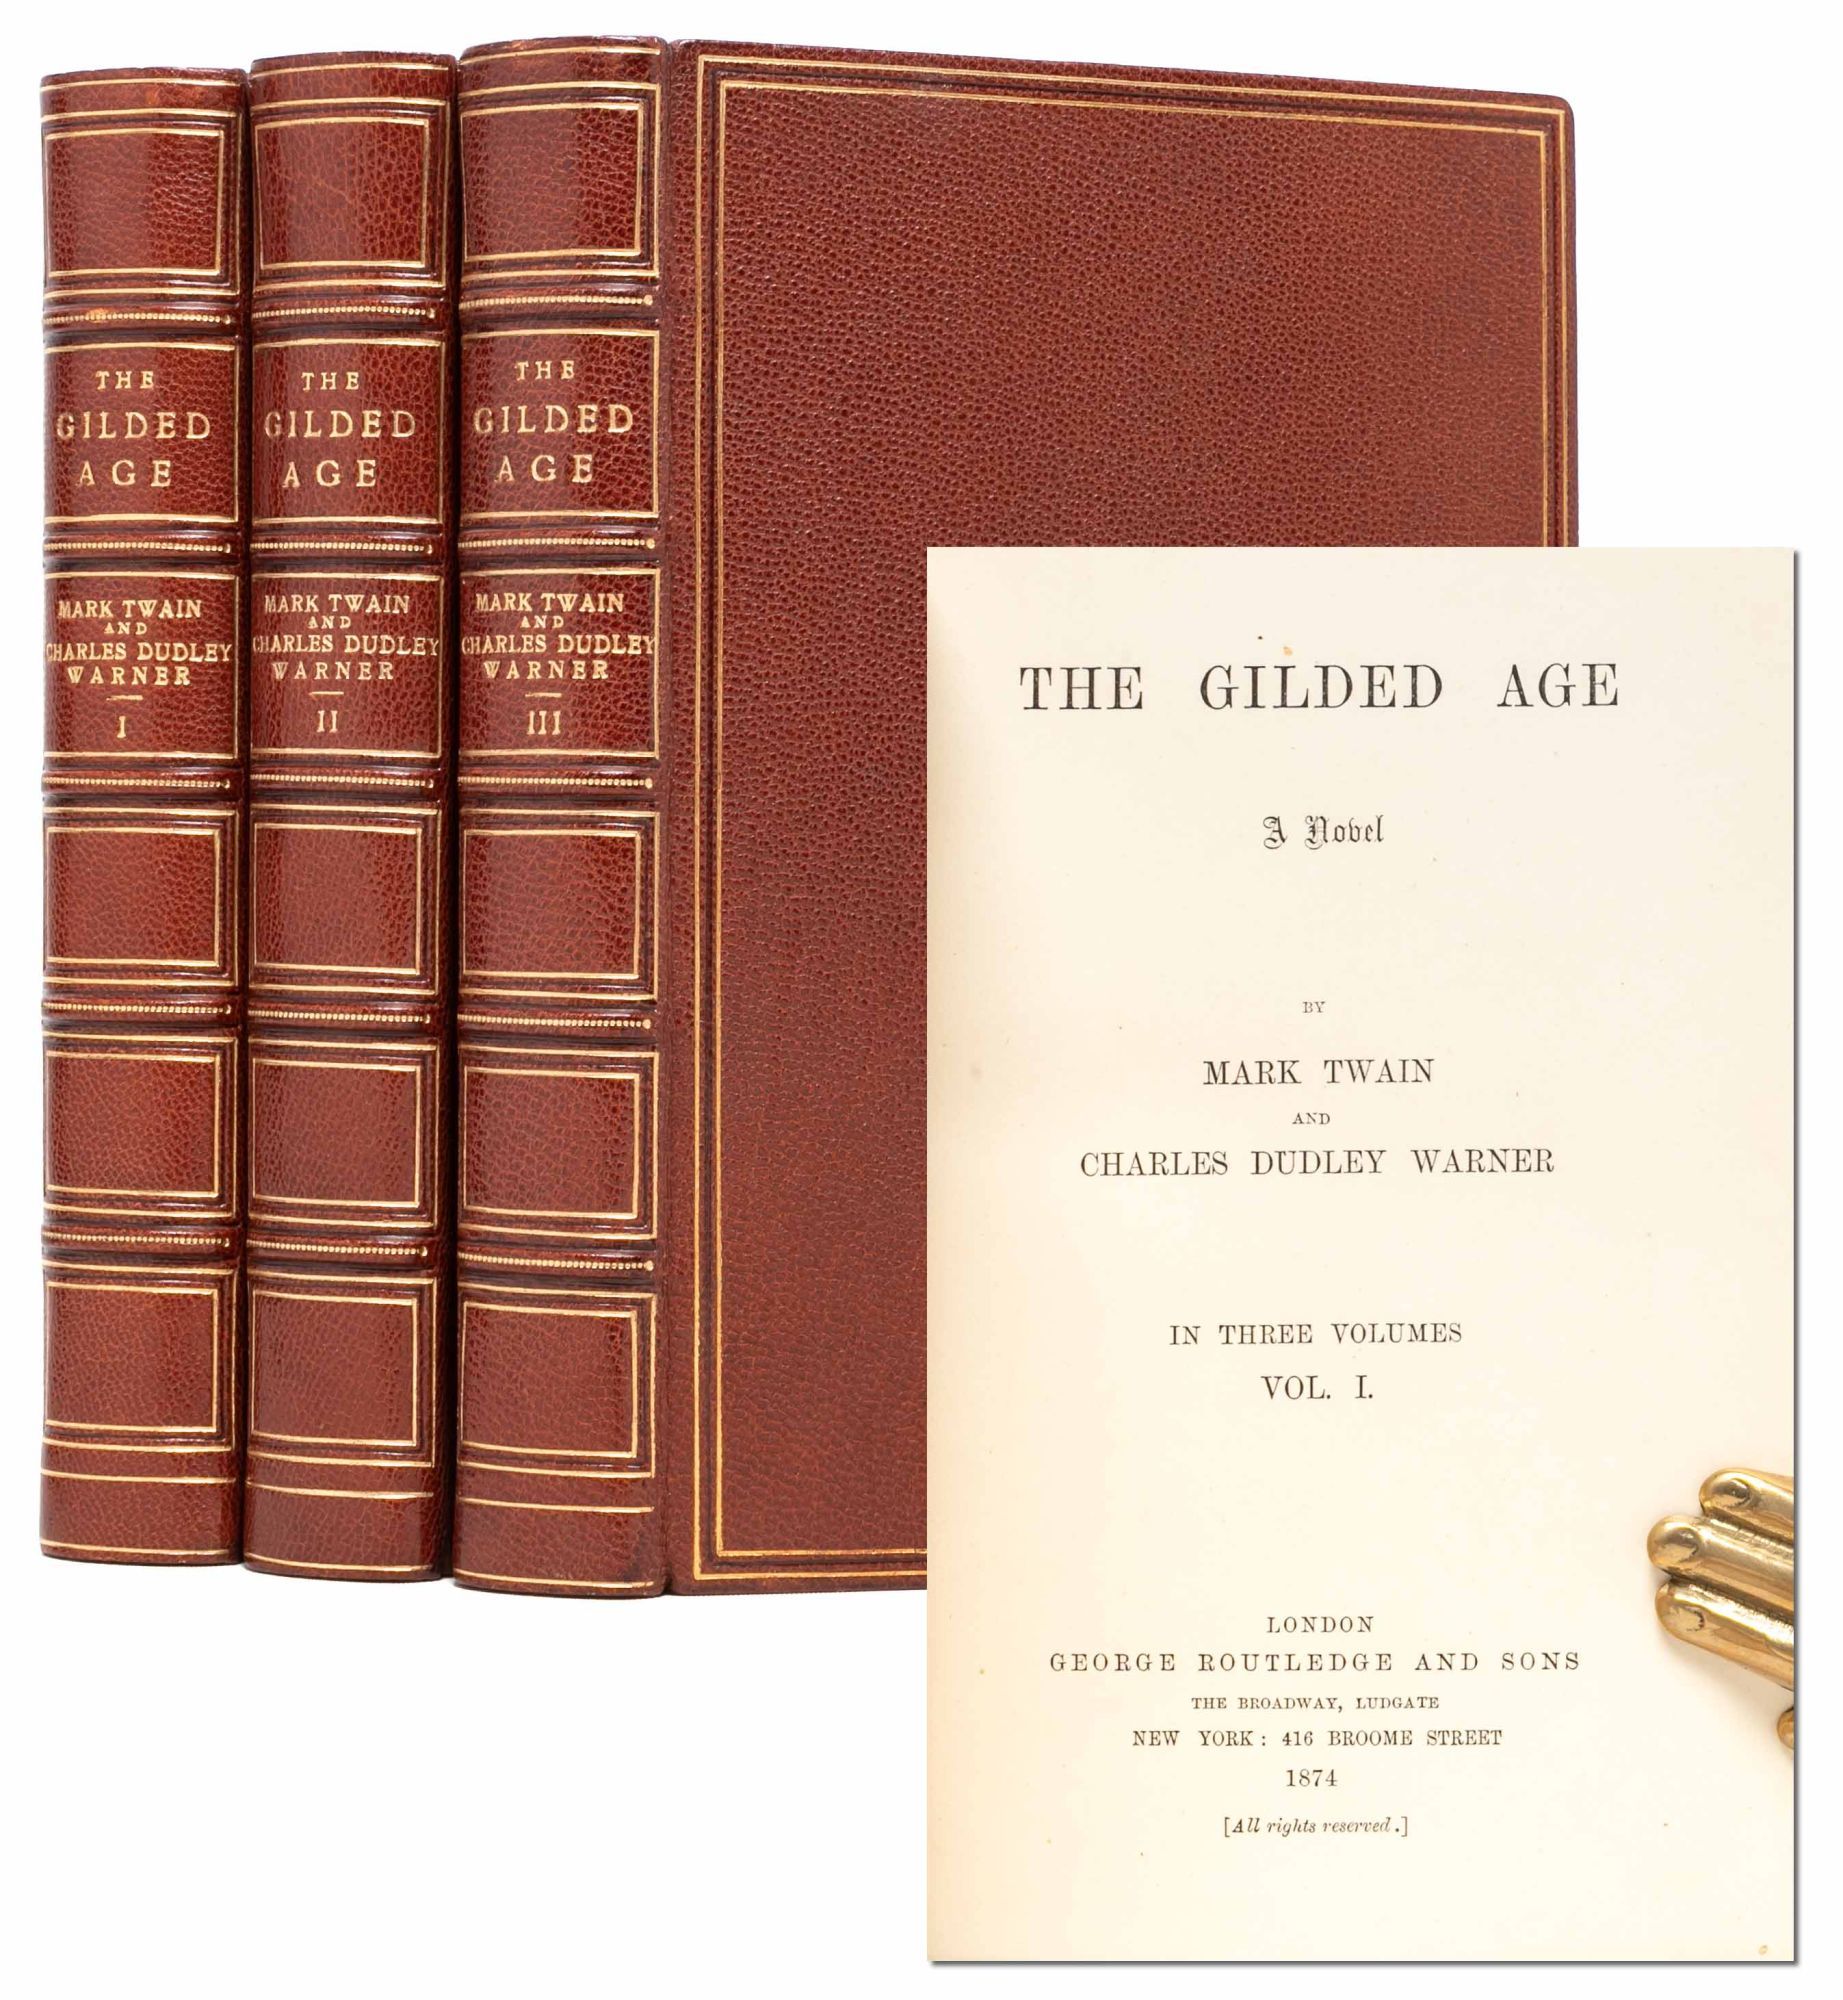 THE
GILDED
AGE
MARK TWAIN
AND
CHARLES DUDLEY
WARNER
I
THE
GILDED
AGE
MARK TWAIN
AND
CHARLES DUDLEY
WARNER
II
THE
GILDED
AGE
MARK TWAIN
AND
CHARLES DUDLEY
WARNER
III
THE GILDED AGE
A Novel
BY
MARK TWAIN
AND
CHARLES DUDLEY WARNER
IN THREE VOLUMES
VOL. I.
LONDON
GEORGE ROUTLEDGE AND SONS
THE BROADWAY, LUDGATE
NEW YORK: 416 BROOME STREET
1874
[All rights reserved.]